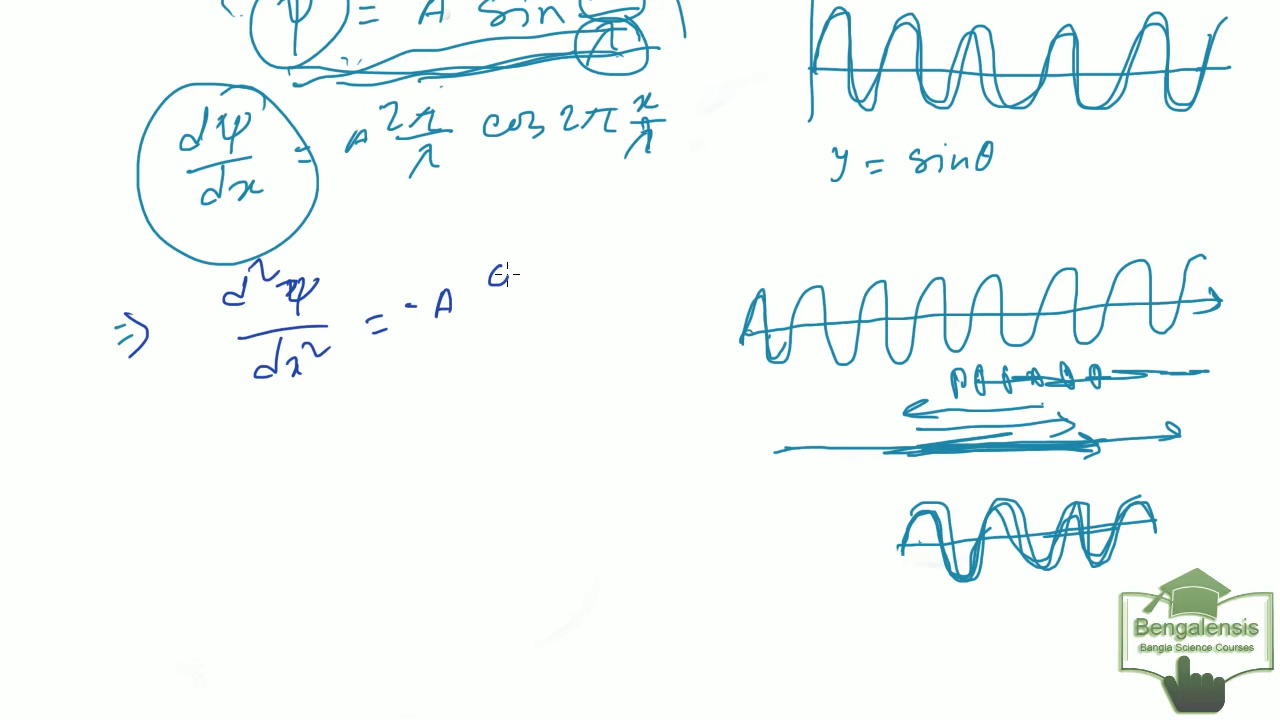 ψ = A sin
dψ/dx = A 2π/λ cos 2π x/λ
y = sinθ
⇒ d²ψ/dx² = - A
Bengalensis
Bangla Science Courses